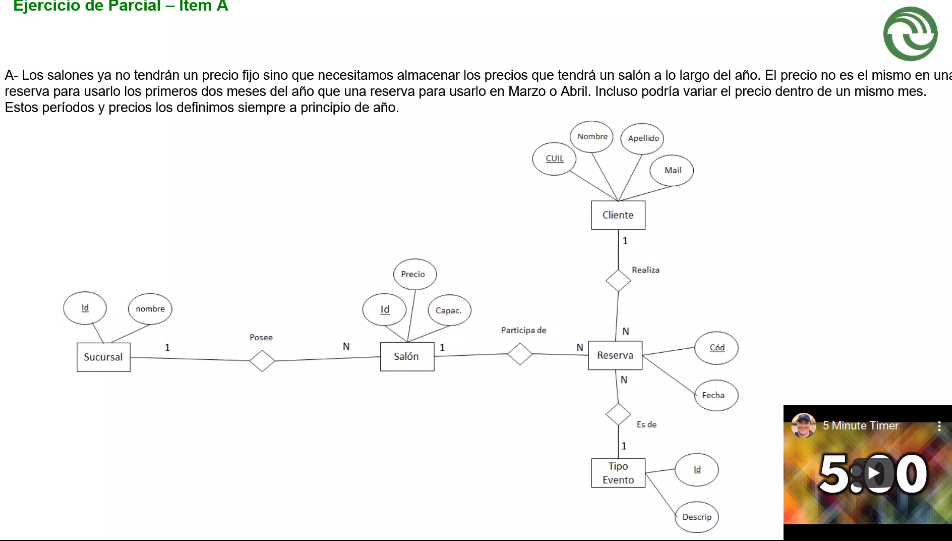 Ejercicio de Parcial – Item A
A- Los salones ya no tendrán un precio fijo sino que necesitamos almacenar los precios que tendrá un salón a lo largo del año. El precio no es el mismo en una
reserva para usarlo los primeros dos meses del año que una reserva para usarlo en Marzo o Abril. Incluso podría variar el precio dentro de un mismo mes.
Estos períodos y precios los definimos siempre a principio de año.
Nombre
Apellido
CUIL
Mail
Cliente
1
Realiza
Precio
Id
nombre
Id
Capac.
Posee
Participa de
N
1
N
1
N
Cód
Sucursal
Salón
Reserva
N
Fecha
Es de
5 Minute Timer
1
Tipo
Evento
Id
5:00
Descrip